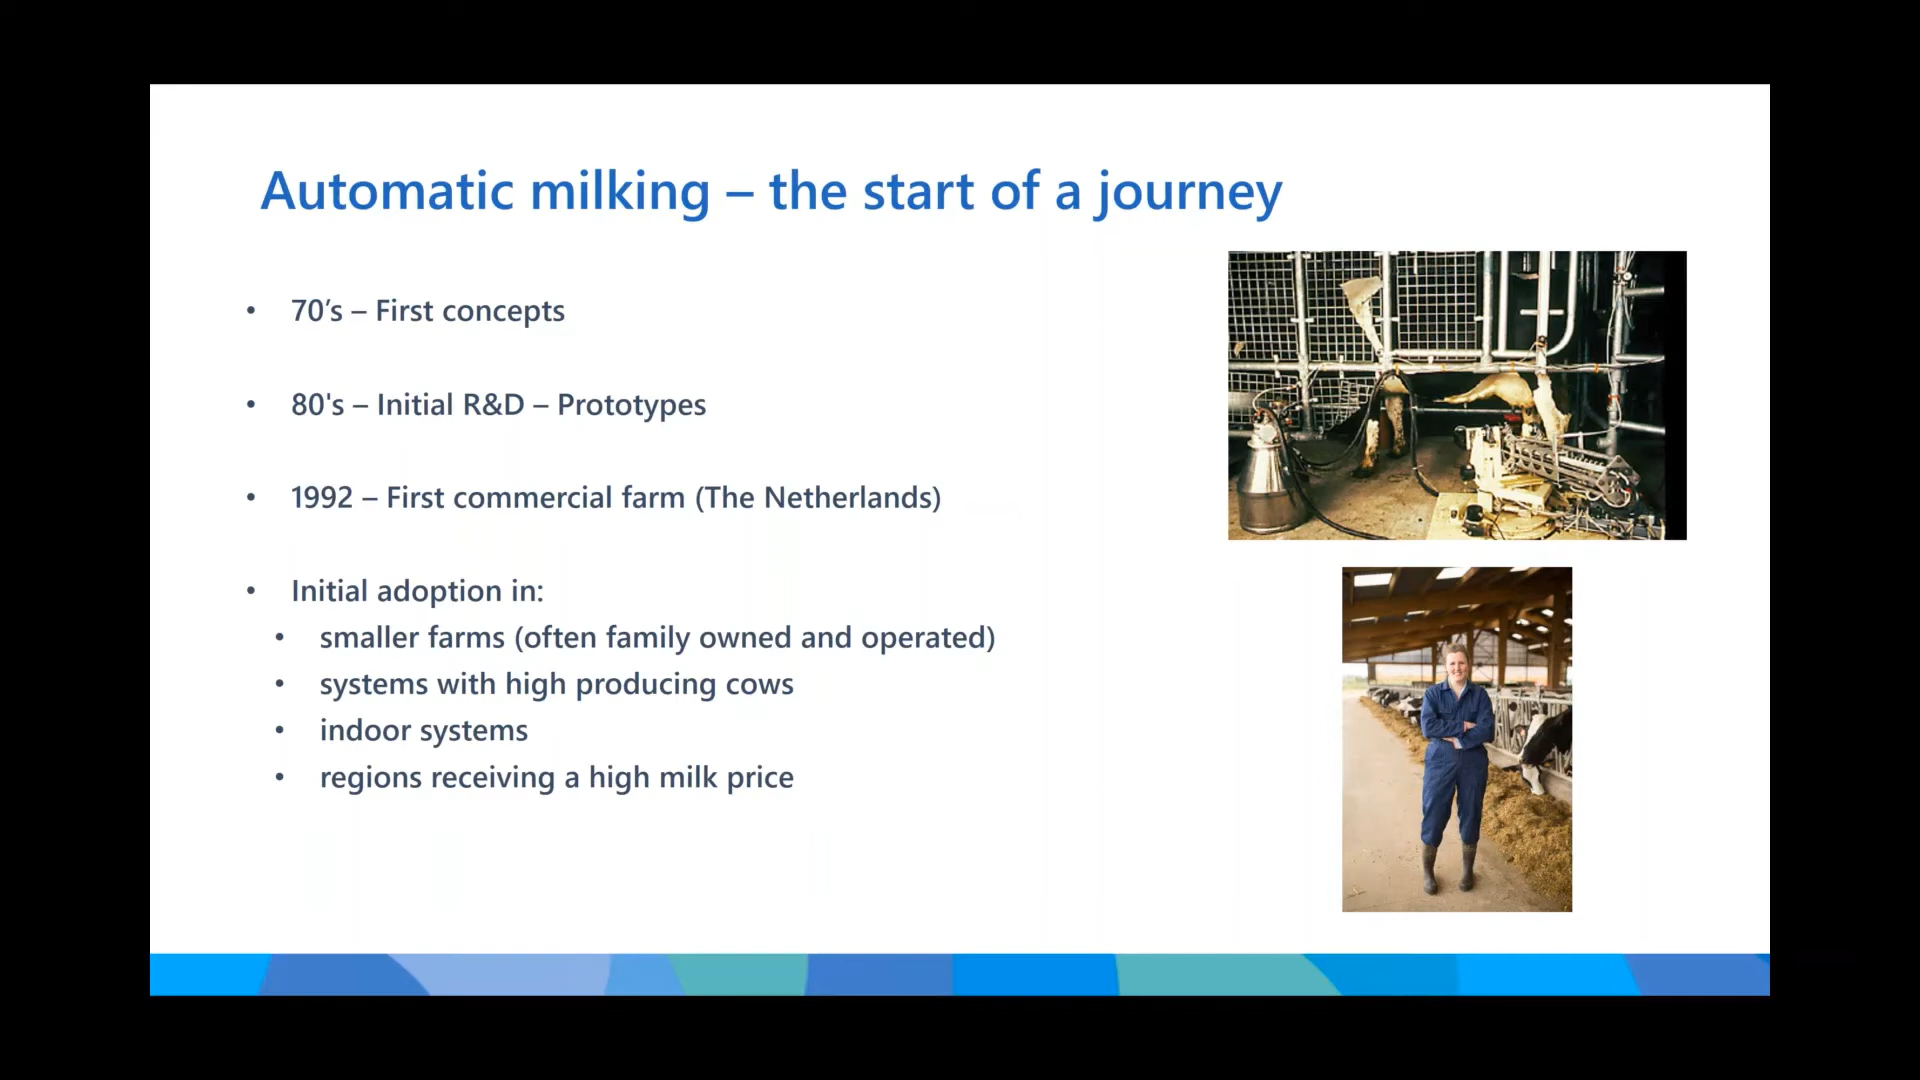 Automatic milking – the start of a journey
• 70’s – First concepts
• 80's – Initial R&D – Prototypes
• 1992 – First commercial farm (The Netherlands)
• Initial adoption in:
• smaller farms (often family owned and operated)
• systems with high producing cows
• indoor systems
• regions receiving a high milk price